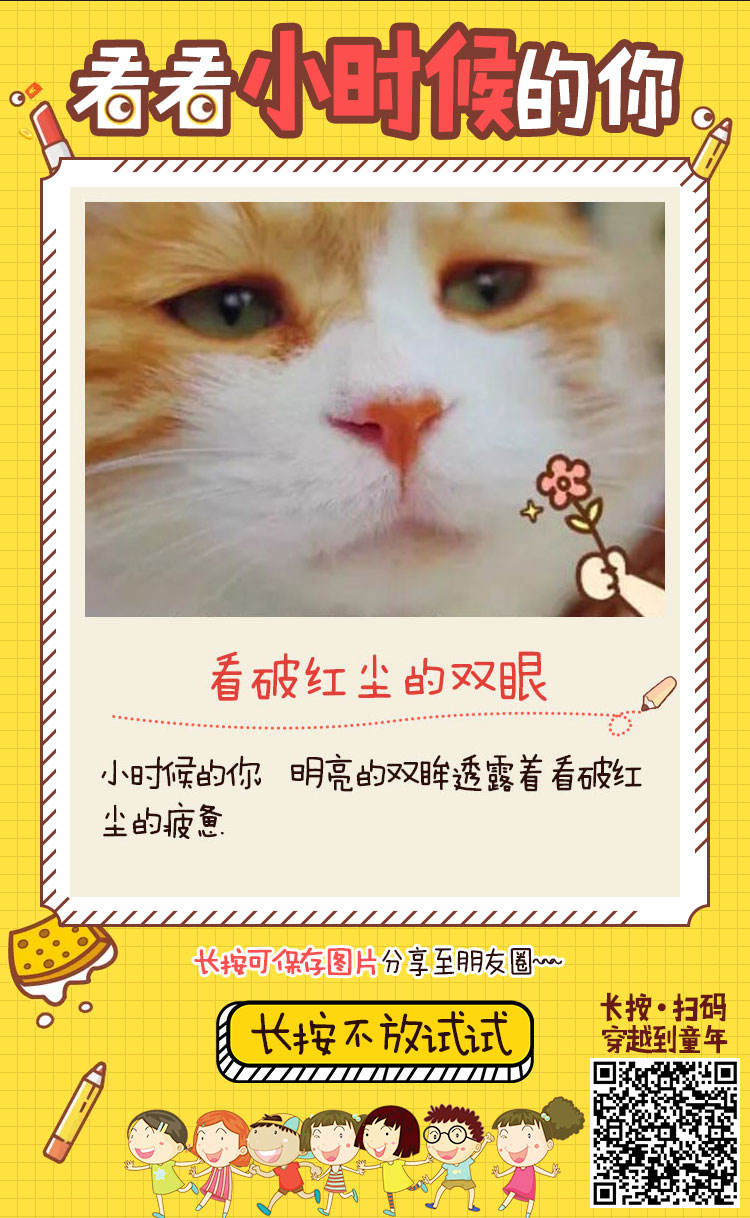 看看小时候的你
看破红尘的双眼
小时候的你 明亮的双眸透露着看破红
尘的疲惫
长按可保存图片分享至朋友圈~~
长按不放试试
长按·扫码
穿越到童年